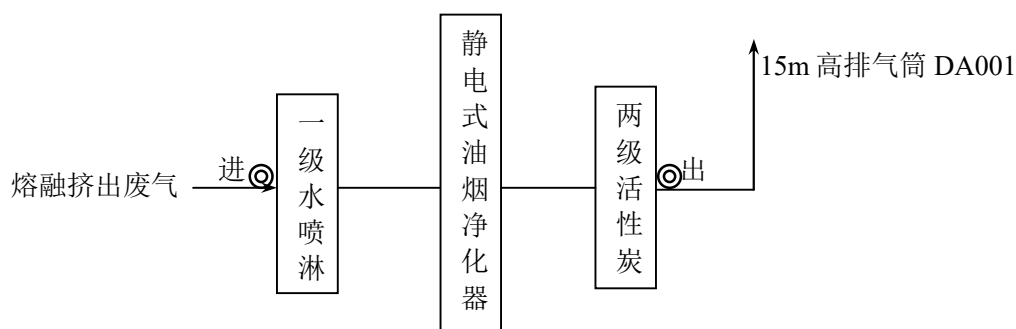 熔融挤出废气
进
一级水喷淋
静电式油烟净化器
两级活性炭
出
15m 高排气筒 DA001